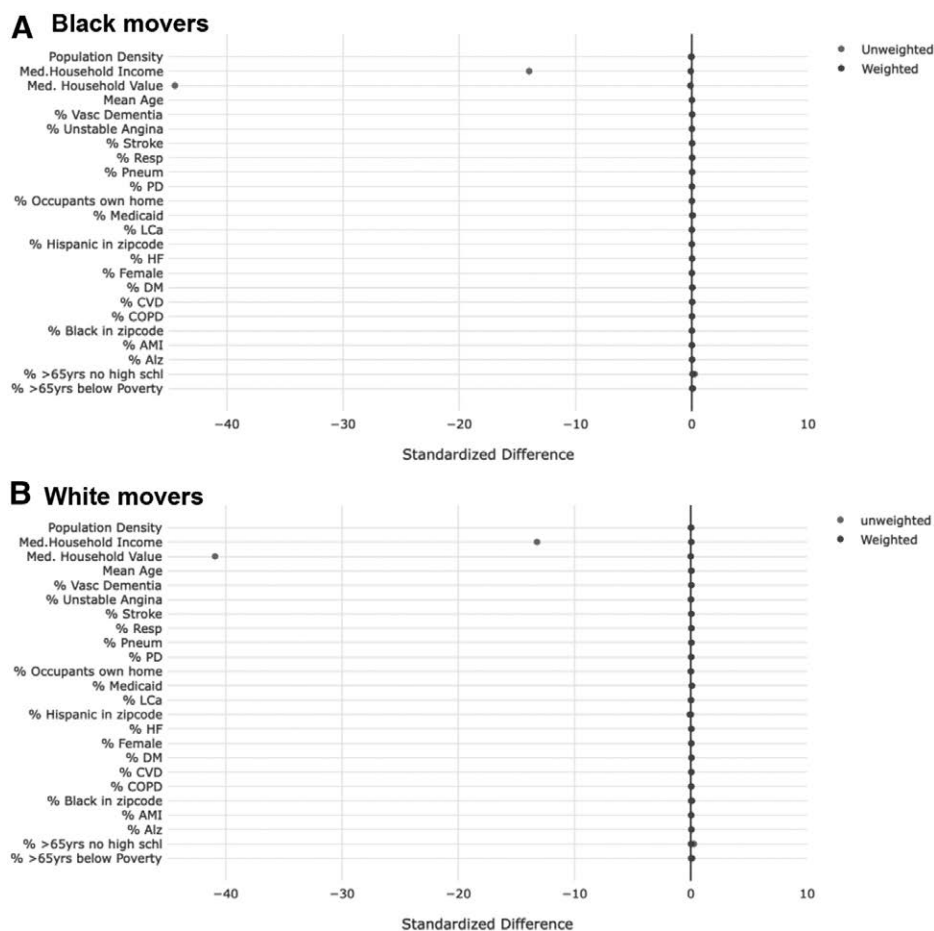 A Black movers
Population Density
Med.Household Income
Med. Household Value
Mean Age
% Vasc Dementia
% Unstable Angina
% Stroke
% Resp
% Pneum
% PD
% Occupants own home
% Medicaid
% LCa
% Hispanic in zipcode
% HF
% Female
% DM
% CVD
% COPD
% Black in zipcode
% AMI
% Alz
% >65yrs no high schl
% >65yrs below Poverty
−40 −30 −20 −10 0 10
Standardized Difference
Unweighted
Weighted
B White movers
Population Density
Med.Household Income
Med. Household Value
Mean Age
% Vasc Dementia
% Unstable Angina
% Stroke
% Resp
% Pneum
% PD
% Occupants own home
% Medicaid
% LCa
% Hispanic in zipcode
% HF
% Female
% DM
% CVD
% COPD
% Black in zipcode
% AMI
% Alz
% >65yrs no high schl
% >65yrs below Poverty
−40 −30 −20 −10 0 10
Standardized Difference
unweighted
Weighted